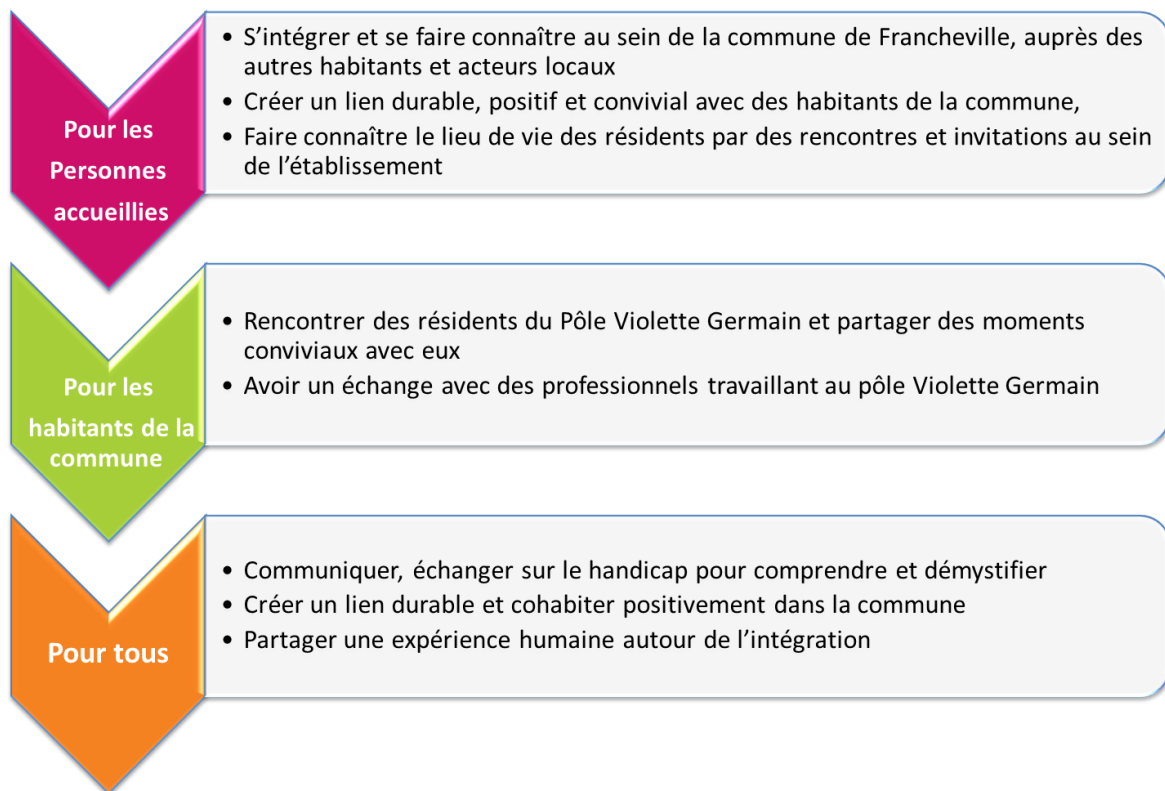 Pour les
Personnes
accueillies
• S’intégrer et se faire connaître au sein de la commune de Francheville, auprès des
autres habitants et acteurs locaux
• Créer un lien durable, positif et convivial avec des habitants de la commune,
• Faire connaître le lieu de vie des résidents par des rencontres et invitations au sein
de l’établissement
Pour les
habitants de la
commune
• Rencontrer des résidents du Pôle Violette Germain et partager des moments
conviviaux avec eux
• Avoir un échange avec des professionnels travaillant au pôle Violette Germain
Pour tous
• Communiquer, échanger sur le handicap pour comprendre et démystifier
• Créer un lien durable et cohabiter positivement dans la commune
• Partager une expérience humaine autour de l’intégration